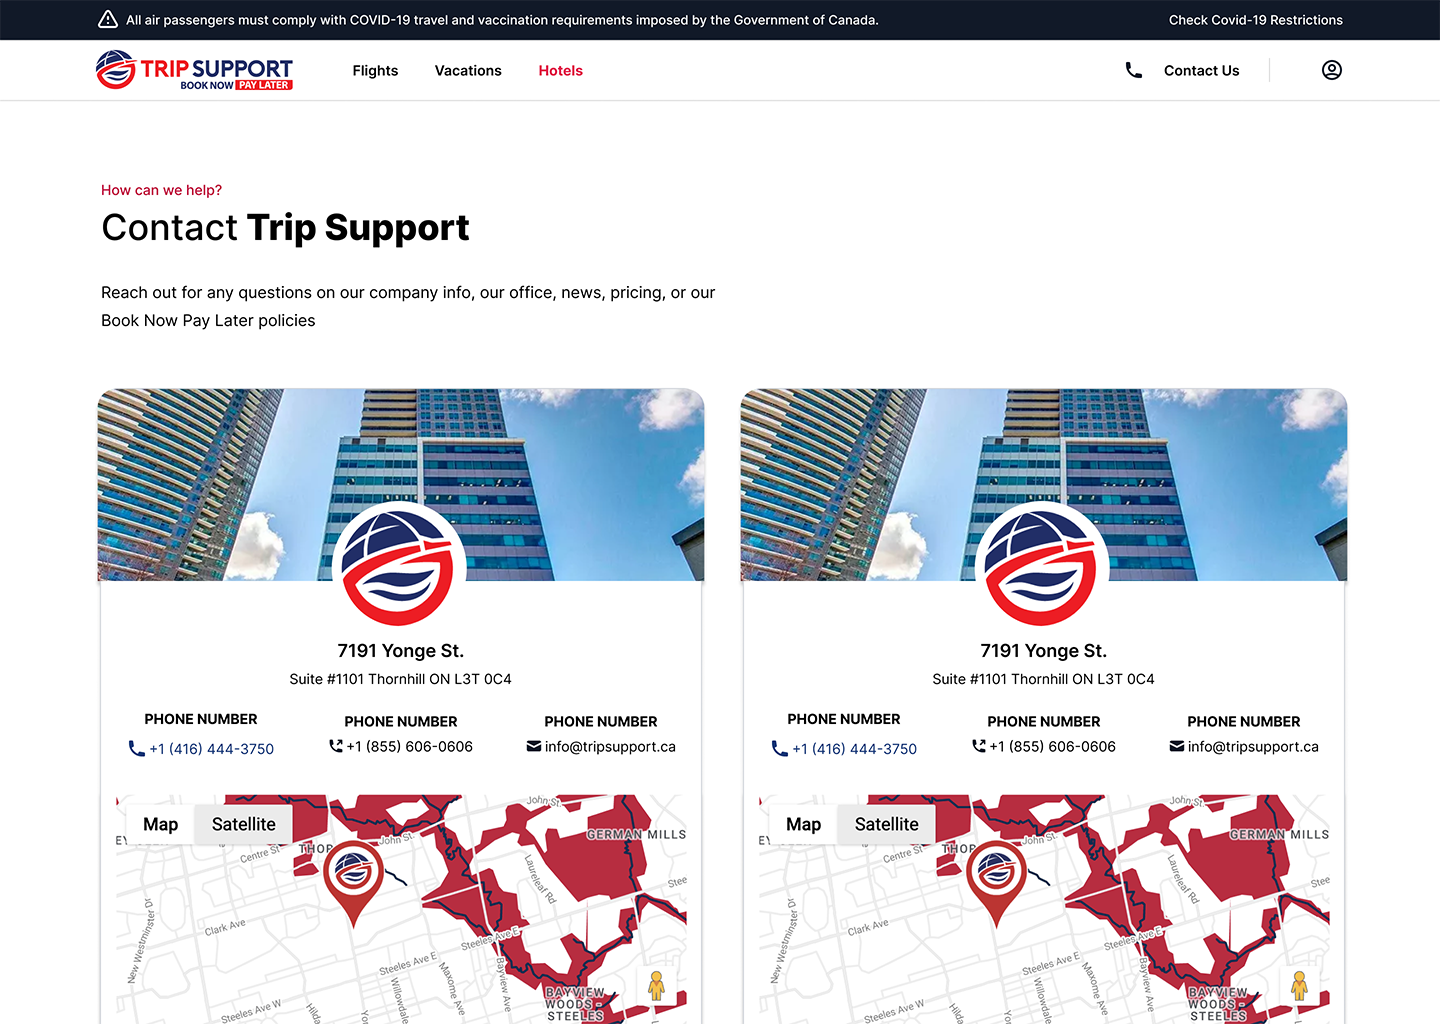 All air passengers must comply with COVID-19 travel and vaccination requirements imposed by the Government of Canada.
Check Covid-19 Restrictions
TRIP SUPPORT
BOOK NOW PAY LATER
Flights
Vacations
Hotels
Contact Us
How can we help?
Contact Trip Support
Reach out for any questions on our company info, our office, news, pricing, or our
Book Now Pay Later policies
7191 Yonge St.
Suite #1101 Thornhill ON L3T 0C4
PHONE NUMBER
+1 (416) 444-3750
PHONE NUMBER
+1 (855) 606-0606
PHONE NUMBER
info@tripsupport.ca
Map
Satellite
John St
GERMAN MILLS
Centre St
THOR
John St
Laureleaf Rd
Stee
New Westminster Dr
Clark Ave
Steeles Ave E
Steeles Ave E
Maxome Ave
Willowdale
Bayview Ave
BAYVIEW
WOODS -
STEELES
Steeles Ave W
Hilda
7191 Yonge St.
Suite #1101 Thornhill ON L3T 0C4
PHONE NUMBER
+1 (416) 444-3750
PHONE NUMBER
+1 (855) 606-0606
PHONE NUMBER
info@tripsupport.ca
Map
Satellite
John St
GERMAN MILLS
Centre St
THOR
John St
Laureleaf Rd
Stee
New Westminster Dr
Clark Ave
Steeles Ave E
Steeles Ave E
Maxome Ave
Willowdale
Bayview Ave
BAYVIEW
WOODS -
STEELES
Steeles Ave W
Hilda